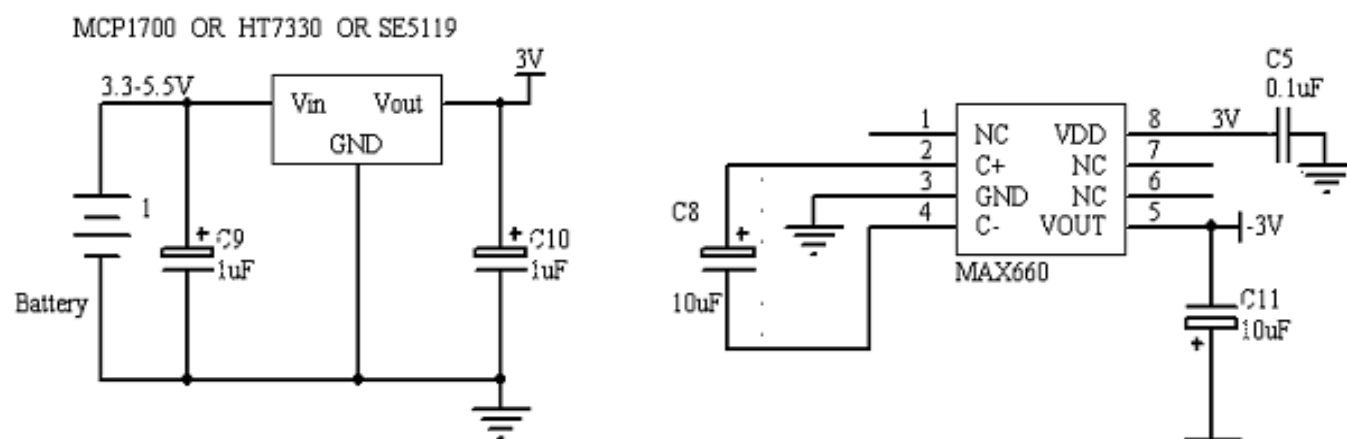 MCP1700 OR HT7330 OR SE5119
3.3-5.5V
3V
Vin Vout
GND
1
+ C9
1uF
+ C10
1uF
Battery
C5
0.1uF
1 NC VDD 8 3V
2 C+ NC 7
3 GND NC 6
4 C- VOUT 5
-3V
C8
+
10uF
MAX660
C11
10uF
+